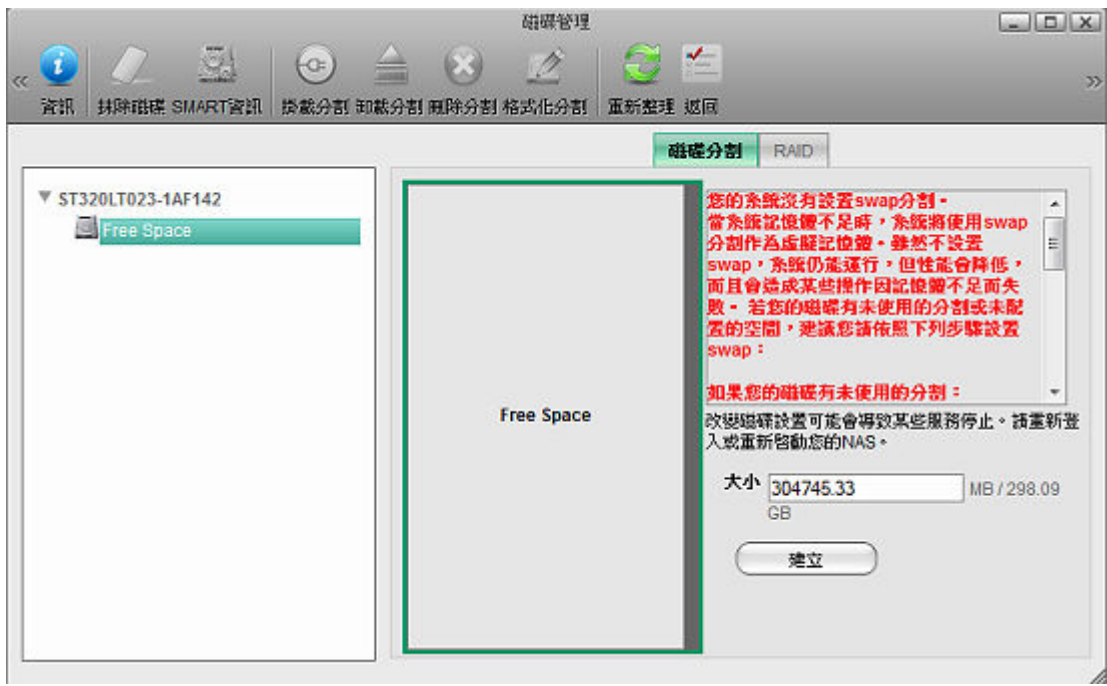 磁碟管理
«
資訊 抹除磁碟 SMART資訊 掛載分割 卸載分割 刪除分割 格式化分割 重新整理 返回
»
磁碟分割 RAID
ST320LT023-1AF142
Free Space
Free Space
您的系統沒有設置swap分割。
當系統記憶體不足時，系統將使用swap
分割作為虛擬記憶體。雖然不設置
swap，系統仍能運行，但性能會降低，
而且會造成某些操作因記憶體不足而失
敗。 若您的磁碟有未使用的分割或未配
置的空間，建議您請依照下列步驟設置
swap：
如果您的磁碟有未使用的分割：
改變磁碟設置可能會導致某些服務停止。請重新登
入或重新啟動您的NAS。
大小 304745.33 MB / 298.09
GB
建立